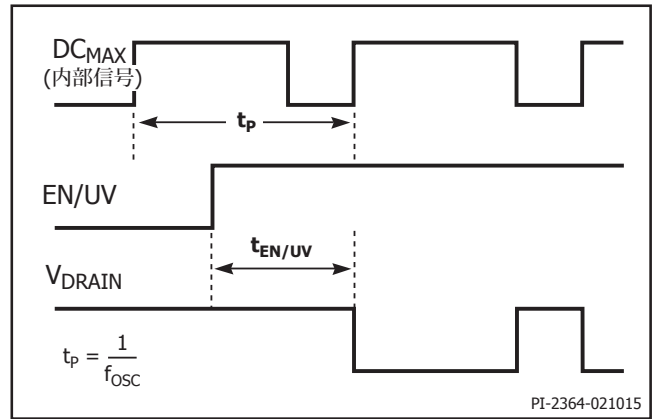 DCMAX
(内部信号)
tP
EN/UV
tEN/UV
VDRAIN
tP = 1/fOSC
PI-2364-021015